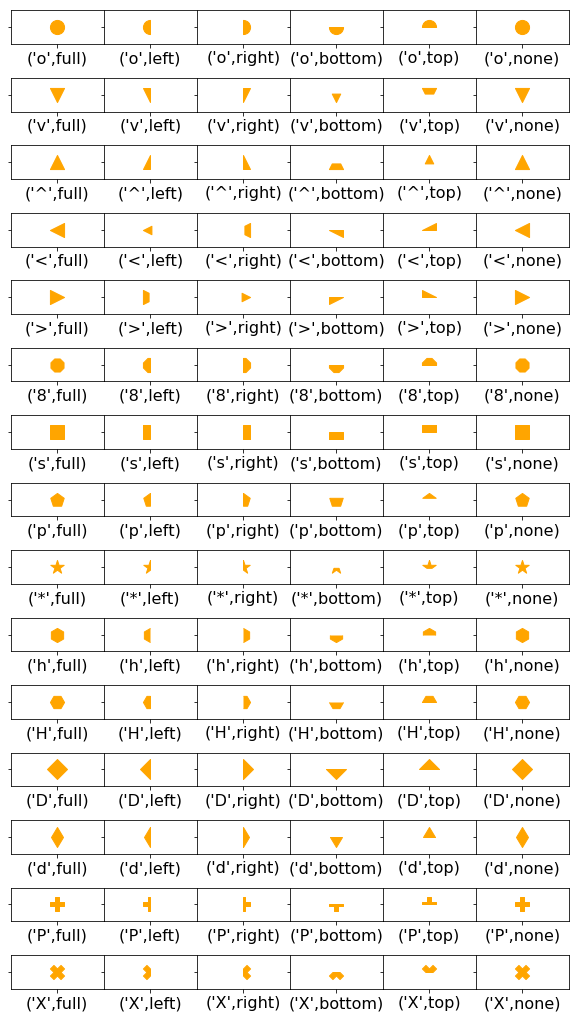 ('o',full) ('o',left) ('o',right) ('o',bottom) ('o',top) ('o',none)
('v',full) ('v',left) ('v',right) ('v',bottom) ('v',top) ('v',none)
('^',full) ('^',left) ('^',right) ('^',bottom) ('^',top) ('^',none)
('<',full) ('<',left) ('<',right) ('<',bottom) ('<',top) ('<',none)
('>',full) ('>',left) ('>',right) ('>',bottom) ('>',top) ('>',none)
('8',full) ('8',left) ('8',right) ('8',bottom) ('8',top) ('8',none)
('s',full) ('s',left) ('s',right) ('s',bottom) ('s',top) ('s',none)
('p',full) ('p',left) ('p',right) ('p',bottom) ('p',top) ('p',none)
('*',full) ('*',left) ('*',right) ('*',bottom) ('*',top) ('*',none)
('h',full) ('h',left) ('h',right) ('h',bottom) ('h',top) ('h',none)
('H',full) ('H',left) ('H',right) ('H',bottom) ('H',top) ('H',none)
('D',full) ('D',left) ('D',right) ('D',bottom) ('D',top) ('D',none)
('d',full) ('d',left) ('d',right) ('d',bottom) ('d',top) ('d',none)
('P',full) ('P',left) ('P',right) ('P',bottom) ('P',top) ('P',none)
('X',full) ('X',left) ('X',right) ('X',bottom) ('X',top) ('X',none)